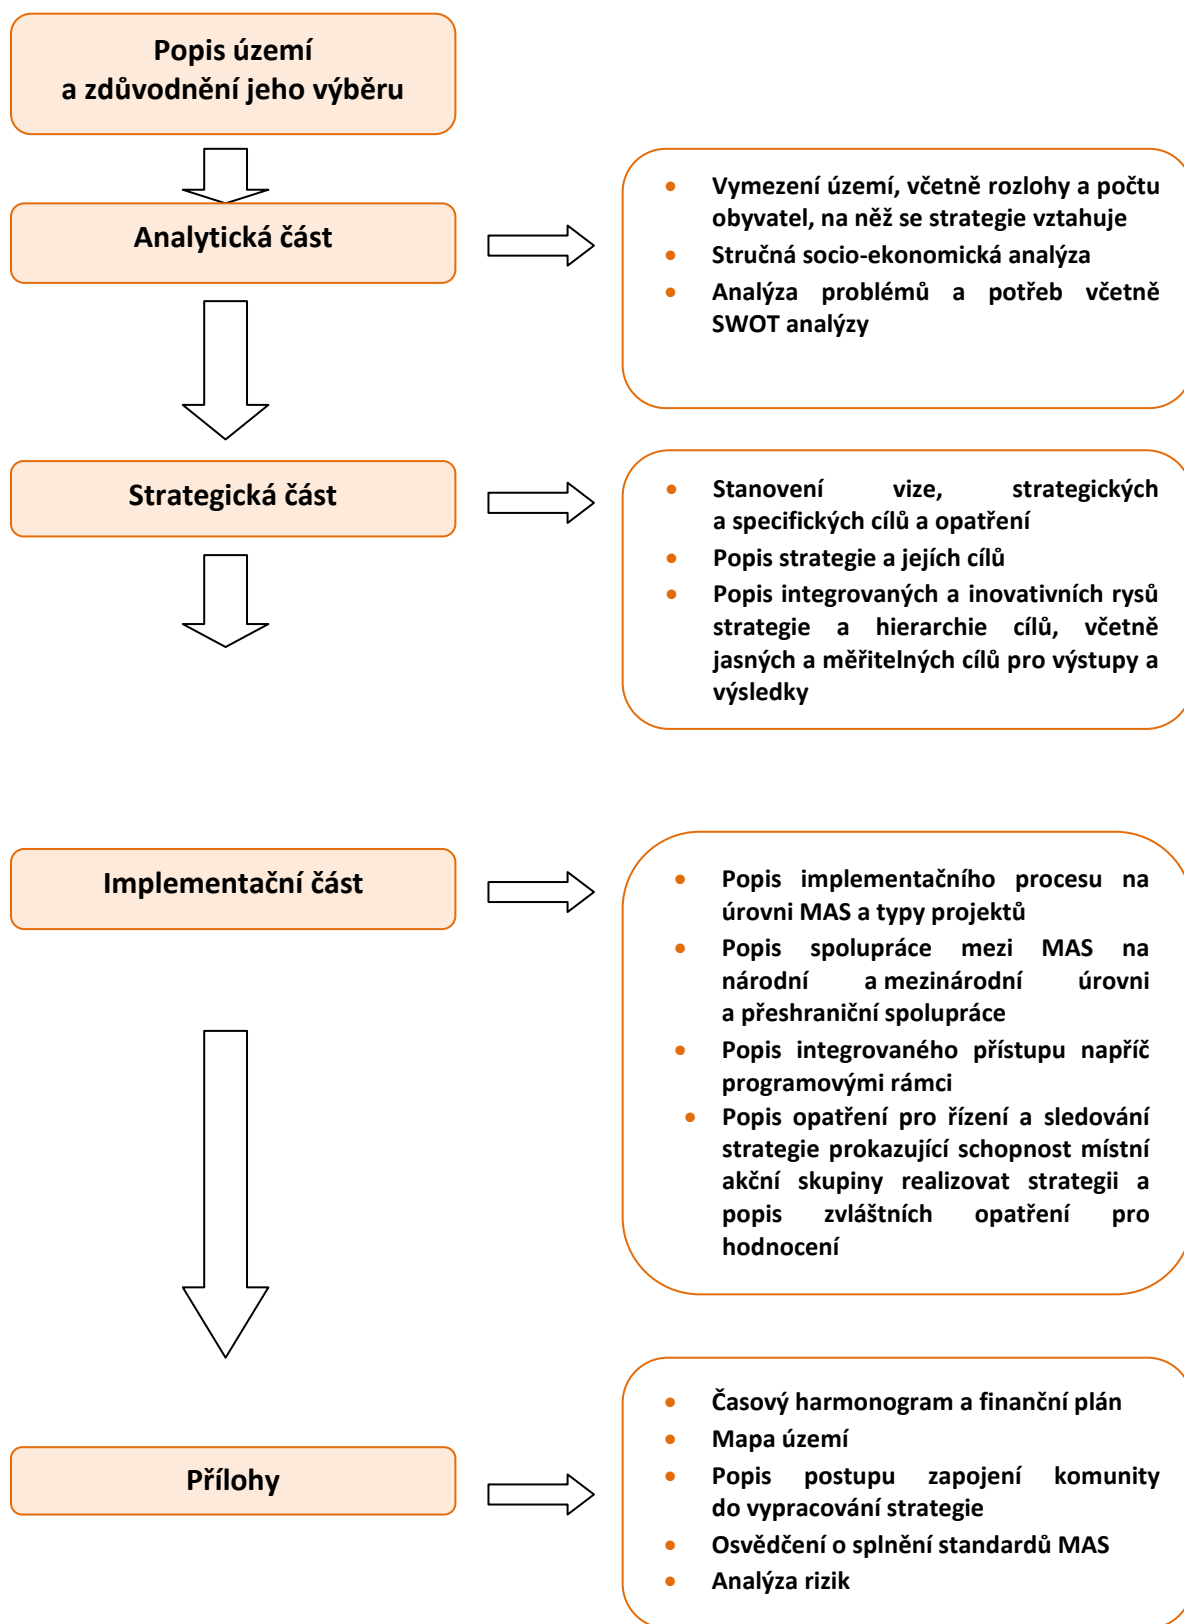 Popis území
a zdůvodnění jeho výběru
Analytická část
• Vymezení území, včetně rozlohy a počtu
obyvatel, na něž se strategie vztahuje
• Stručná socio-ekonomická analýza
• Analýza problémů a potřeb včetně
SWOT analýzy
Strategická část
• Stanovení vize, strategických
a specifických cílů a opatření
• Popis strategie a jejích cílů
• Popis integrovaných a inovativních rysů
strategie a hierarchie cílů, včetně
jasných a měřitelných cílů pro výstupy a
výsledky
Implementační část
• Popis implementačního procesu na
úrovni MAS a typy projektů
• Popis spolupráce mezi MAS na
národní a mezinárodní úrovni
a přeshraniční spolupráce
• Popis integrovaného přístupu napříč
programovými rámci
• Popis opatření pro řízení a sledování
strategie prokazující schopnost místní
akční skupiny realizovat strategii a
popis zvláštních opatření pro
hodnocení
Přílohy
• Časový harmonogram a finanční plán
• Mapa území
• Popis postupu zapojení komunity
do vypracování strategie
• Osvědčení o splnění standardů MAS
• Analýza rizik